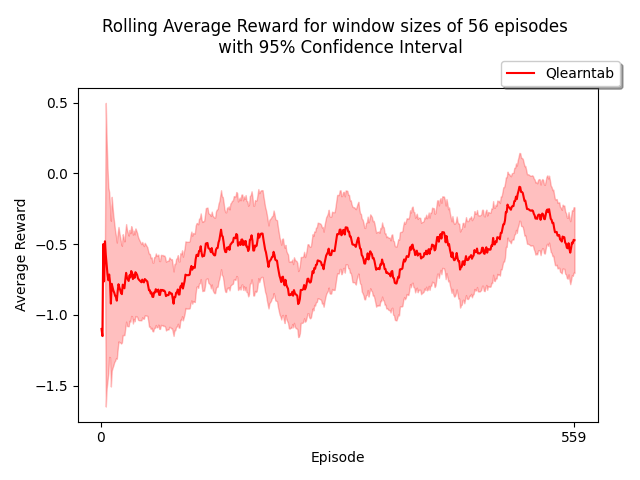 Rolling Average Reward for window sizes of 56 episodes
with 95% Confidence Interval
Qlearntab
0.5
0.0
−0.5
−1.0
−1.5
Average Reward
0 559
Episode